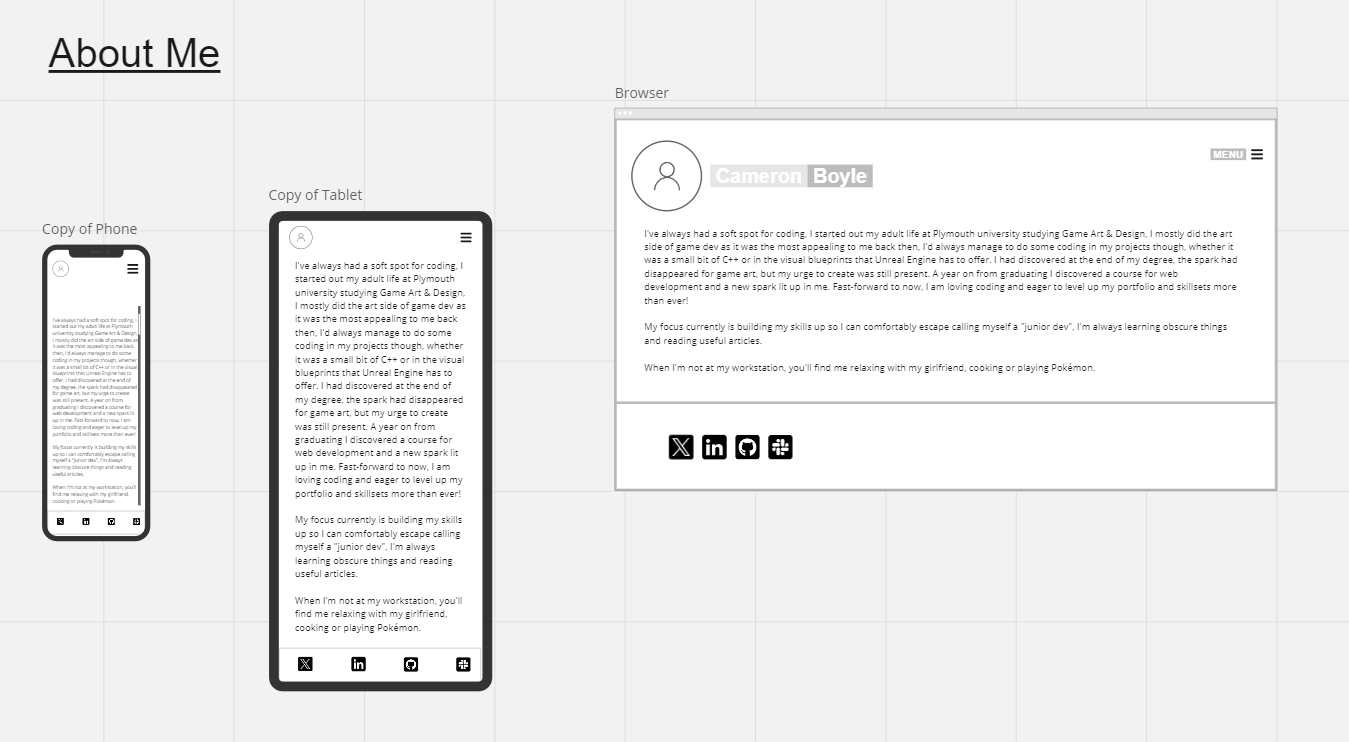 About Me
Copy of Phone
I've always had a soft spot for coding, I
started out my adult life at Plymouth
university studying Game Art & Design,
I mostly did the art side of game dev as
it was the most appealing to me back
then, I'd always manage to do some
coding in my projects though, whether
it was a small bit of C++ or in the visual
blueprints that Unreal Engine has to
offer. I had discovered at the end of
my degree, the spark had disappeared
for game art, but my urge to create
was still present. A year on from
graduating I discovered a course for
web development and a new spark lit
up in me. Fast-forward to now, I am
loving coding and eager to level up my
portfolio and skillsets more than ever!
My focus currently is building my skills
up so I can comfortably escape calling
myself a "junior dev", I'm always
learning obscure things and reading
useful articles.
When I'm not at my workstation, you'll
find me relaxing with my girlfriend,
cooking or playing Pokémon.
Copy of Tablet
I've always had a soft spot for coding, I
started out my adult life at Plymouth
university studying Game Art & Design,
I mostly did the art side of game dev as
it was the most appealing to me back
then, I'd always manage to do some
coding in my projects though, whether
it was a small bit of C++ or in the visual
blueprints that Unreal Engine has to
offer. I had discovered at the end of
my degree, the spark had disappeared
for game art, but my urge to create
was still present. A year on from
graduating I discovered a course for
web development and a new spark lit
up in me. Fast-forward to now, I am
loving coding and eager to level up my
portfolio and skillsets more than ever!
My focus currently is building my skills
up so I can comfortably escape calling
myself a "junior dev", I'm always
learning obscure things and reading
useful articles.
When I'm not at my workstation, you'll
find me relaxing with my girlfriend,
cooking or playing Pokémon.
Browser
MENU
Cameron Boyle
I've always had a soft spot for coding, I started out my adult life at Plymouth university studying Game Art & Design, I mostly did the art
side of game dev as it was the most appealing to me back then, I'd always manage to do some coding in my projects though, whether it
was a small bit of C++ or in the visual blueprints that Unreal Engine has to offer. I had discovered at the end of my degree, the spark had
disappeared for game art, but my urge to create was still present. A year on from graduating I discovered a course for web
development and a new spark lit up in me. Fast-forward to now, I am loving coding and eager to level up my portfolio and skillsets more
than ever!
My focus currently is building my skills up so I can comfortably escape calling myself a "junior dev", I'm always learning obscure things
and reading useful articles.
When I'm not at my workstation, you'll find me relaxing with my girlfriend, cooking or playing Pokémon.